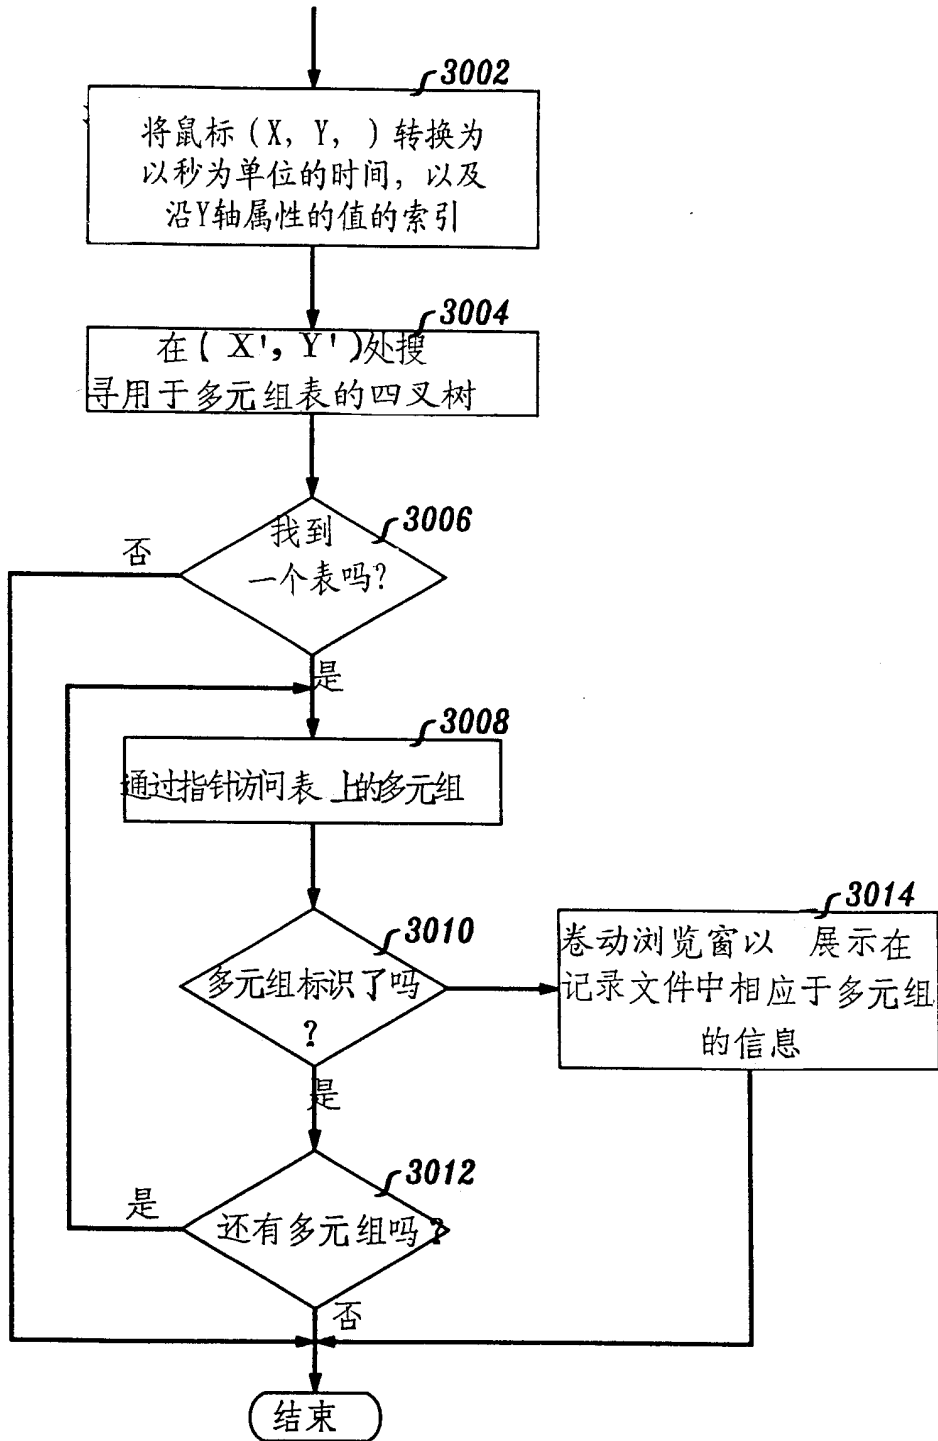 3002
将鼠标(X, Y, )转换为
以秒为单位的时间, 以及
沿Y轴属性的值的索引
3004
在(X', Y')处搜
寻用于多元组表的四叉树
3006
找到
一个表吗?
否
是
3008
通过指针访问表 上的多元组
3010
多元组标识了吗
?
3014
卷动浏览窗以 展示在
记录文件中相应于多元组
的信息
是
3012
还有多元组吗?
是
否
结束